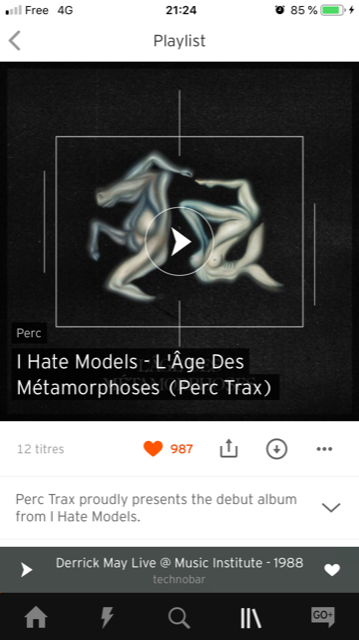 Free 4G 21:24 85 %
Playlist
Perc
I Hate Models - L'Âge Des
Métamorphoses (Perc Trax)
12 titres 987
Perc Trax proudly presents the debut album
from I Hate Models.
Derrick May Live @ Music Institute - 1988
technobar
GO+